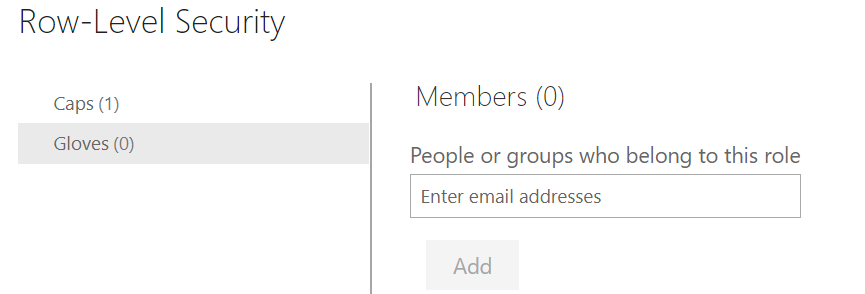 Row-Level Security
Caps (1)
Gloves (0)
Members (0)
People or groups who belong to this role
Enter email addresses
Add